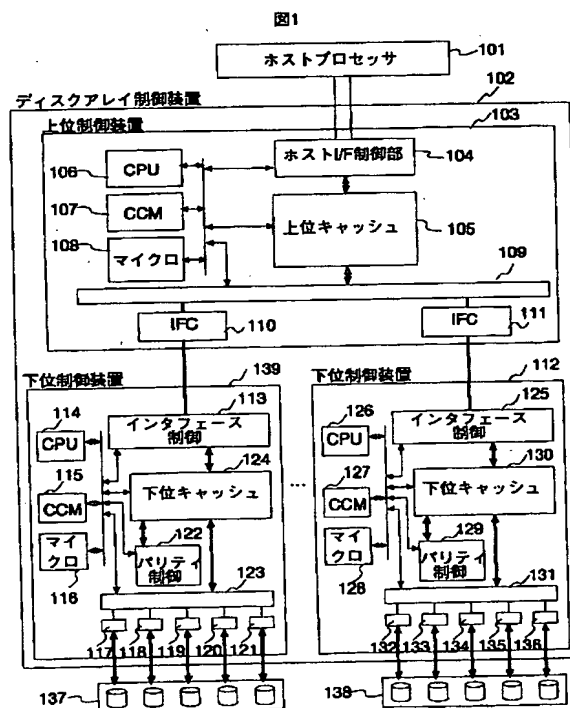 図1
ホストプロセッサ
101
102
ディスクアレイ制御装置
103
上位制御装置
ホストI/F制御部
104
106
CPU
107
CCM
108
マイクロ
上位キャッシュ
105
109
IFC
110
IFC
111
下位制御装置
139
113
114
CPU
インタフェース
制御
124
115
CCM
下位キャッシュ
122
マイ
クロ
116
パリティ
制御
123
117
118
119
120
121
137
…
下位制御装置
112
125
126
CPU
インタフェース
制御
130
127
CCM
下位キャッシュ
129
マイ
クロ
128
パリティ
制御
131
132
133
134
135
136
138